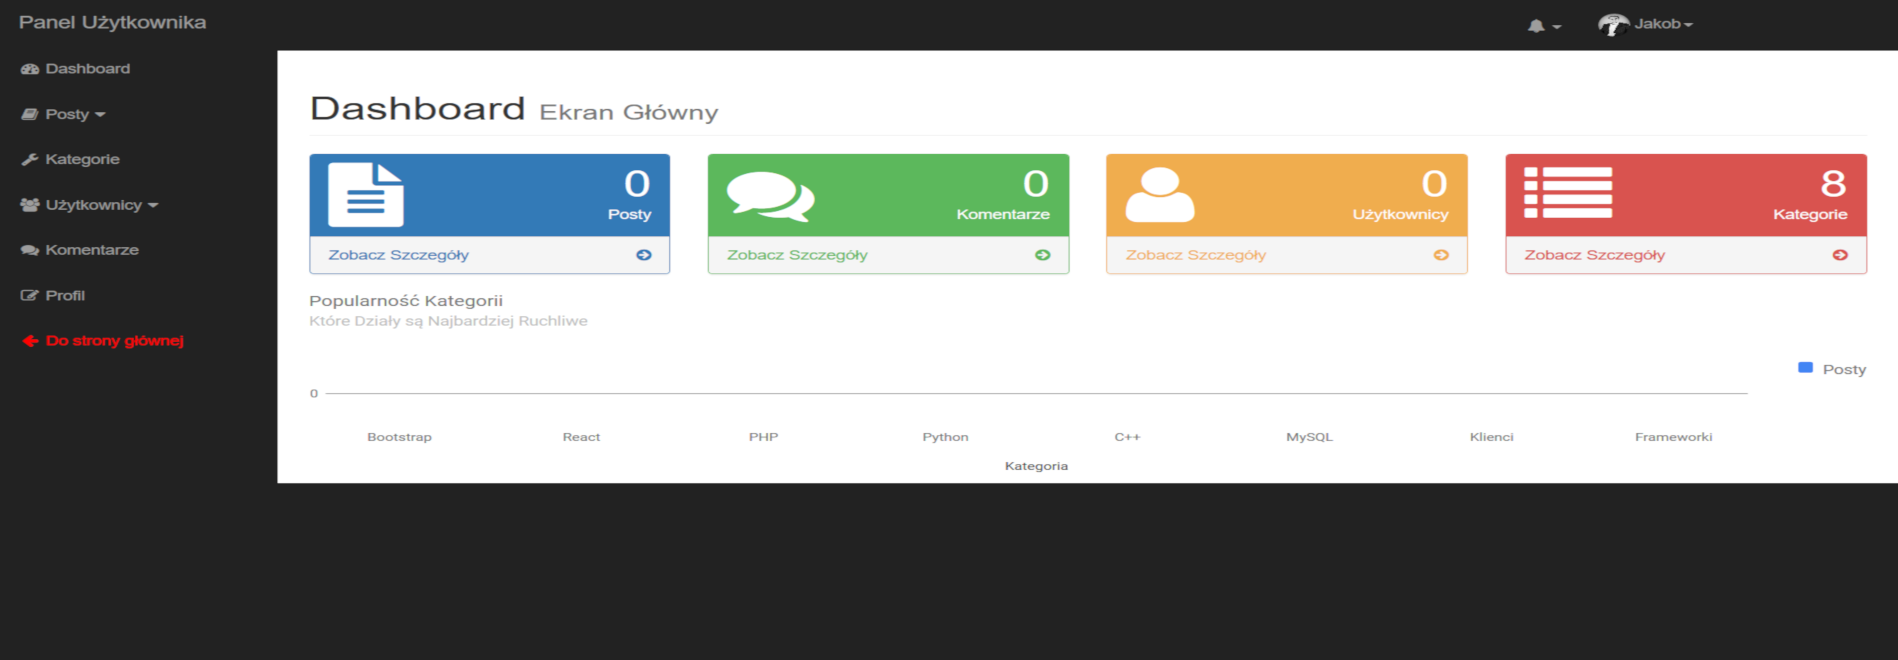 Panel Użytkownika
Jakob
Dashboard
Posty
Kategorie
Użytkownicy
Komentarze
Profil
Do strony głównej
Dashboard Ekran Główny
0
Posty
Zobacz Szczegóły
0
Komentarze
Zobacz Szczegóły
0
Użytkownicy
Zobacz Szczegóły
8
Kategorie
Zobacz Szczegóły
Popularność Kategorii
Które Działy są Najbardziej Ruchliwe
Posty
0
Bootstrap React PHP Python C++ MySQL Klienci Frameworki
Kategoria